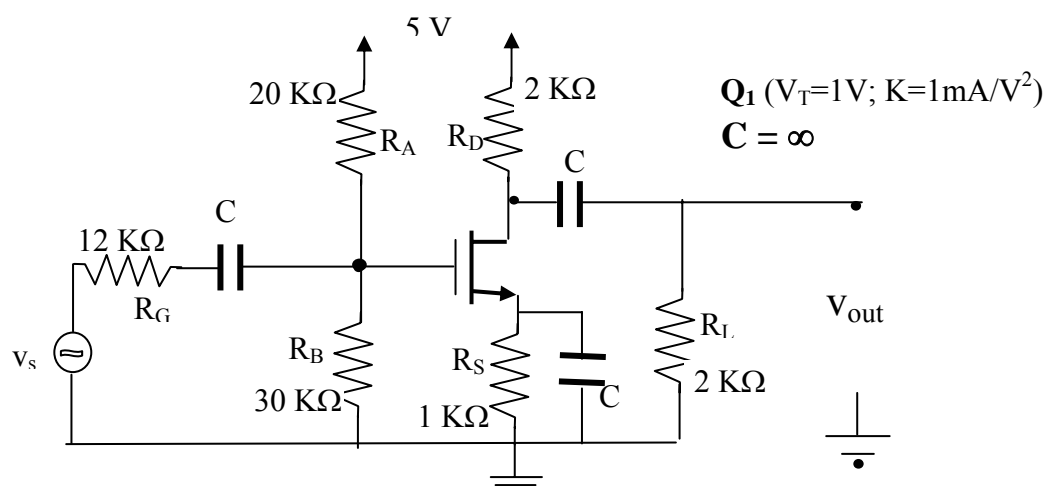 5 V
20 KΩ
2 KΩ
Q1 (VT=1V; K=1mA/V2)
C = ∞
RA
RD
C
C
12 KΩ
RG
vs
RB
30 KΩ
RS
1 KΩ
C
RL
2 KΩ
vout